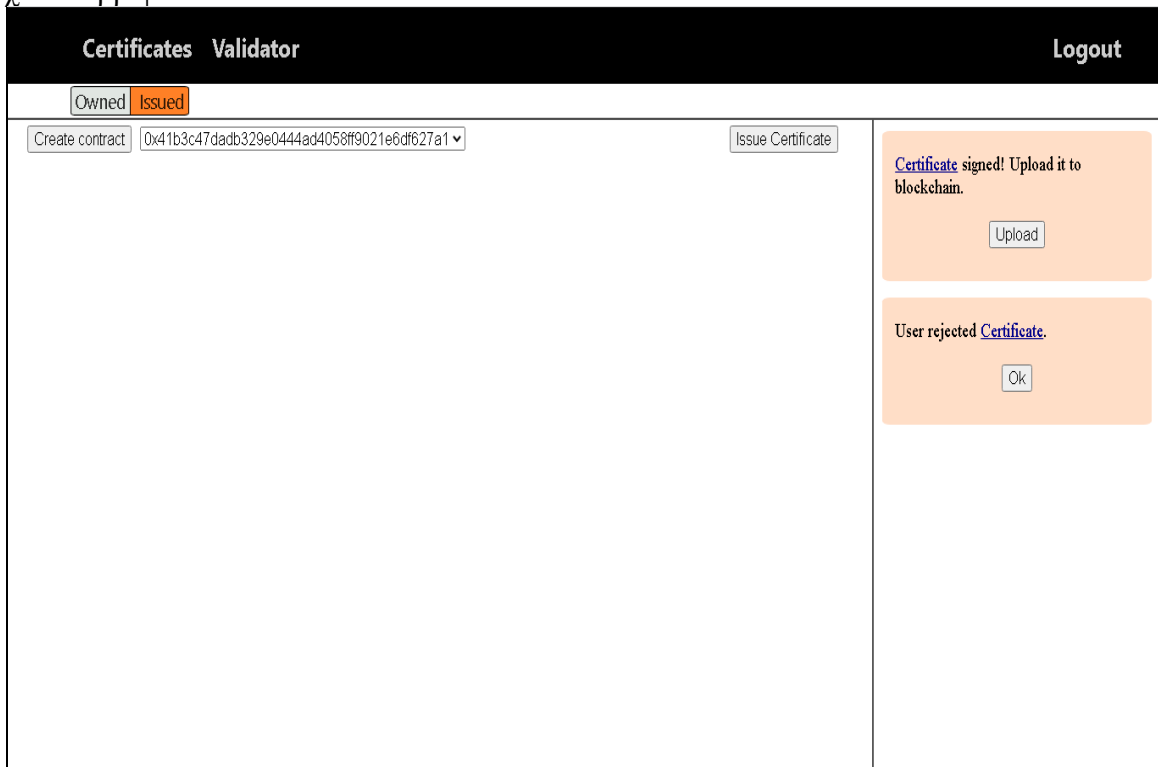 Certificates Validator Logout
Owned Issued
Create contract 0x41b3c47dadb329e0444ad4058ff9021e6df627a1 Issue Certificate
Certificate signed! Upload it to
blockchain.
Upload
User rejected Certificate.
Ok